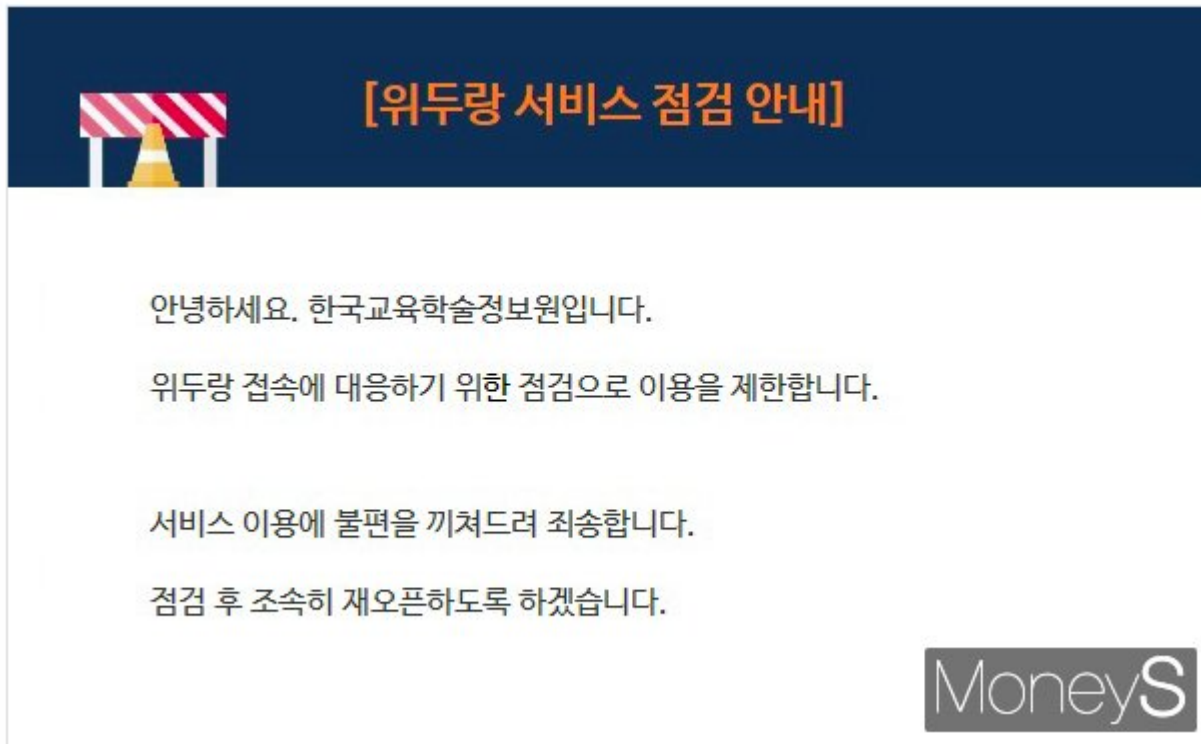 [위두랑 서비스 점검 안내]
안녕하세요. 한국교육학술정보원입니다.
위두랑 접속에 대응하기 위한 점검으로 이용을 제한합니다.
서비스 이용에 불편을 끼쳐드려 죄송합니다.
점검 후 조속히 재오픈하도록 하겠습니다.
MoneyS